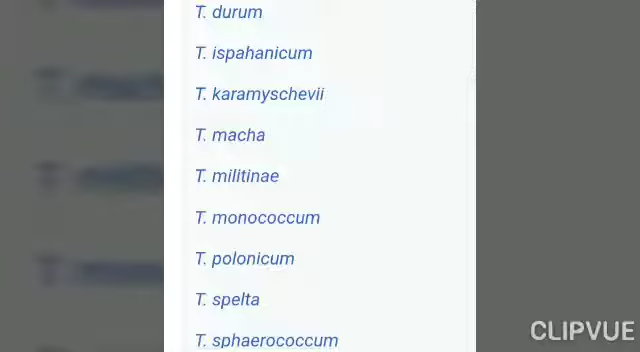 T. durum
T. ispahanicum
T. karamyschevii
T. macha
T. militinae
T. monococcum
T. polonicum
T. spelta
T. sphaerococcum
CLIPVUE